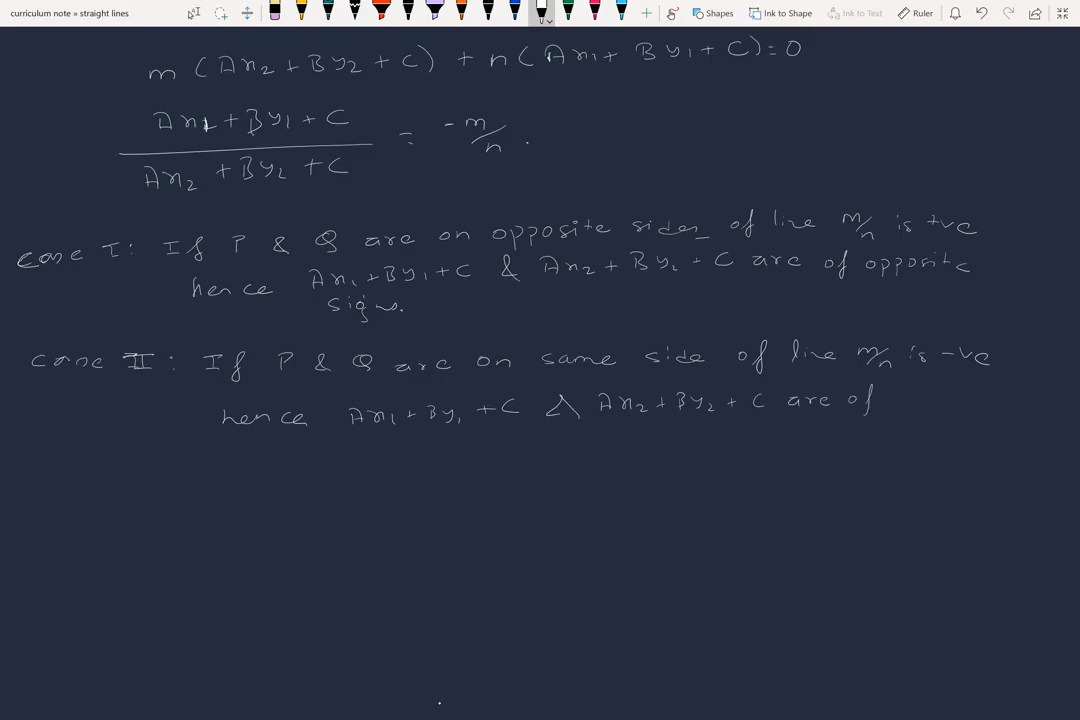 curriculum note » straight lines
Shapes
Ink to Shape
Ink to Text
Ruler
m (Ax₂ + By₂ + C) + n (Ax₁ + By₁ + C) = 0
Ax₁ + By₁ + C
Ax₂ + By₂ + C
= -m/n .
case I: If P & Q are on opposite sides of line m/n is +ve
hence Ax₁ + By₁ + C & Ax₂ + By₂ + C are of opposite
signs.
case II: If P & Q are on same side of line m/n is -ve
hence Ax₁ + By₁ + C Δ Ax₂ + By₂ + C are of